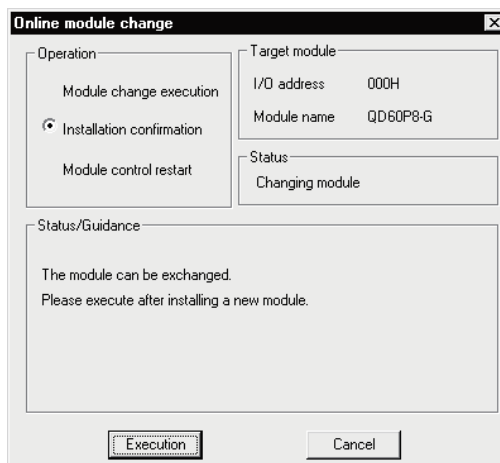 Online module change
Operation
Module change execution
Installation confirmation
Module control restart
Target module
I/O address 000H
Module name QD60P8-G
Status
Changing module
Status/Guidance
The module can be exchanged.
Please execute after installing a new module.
Execution Cancel